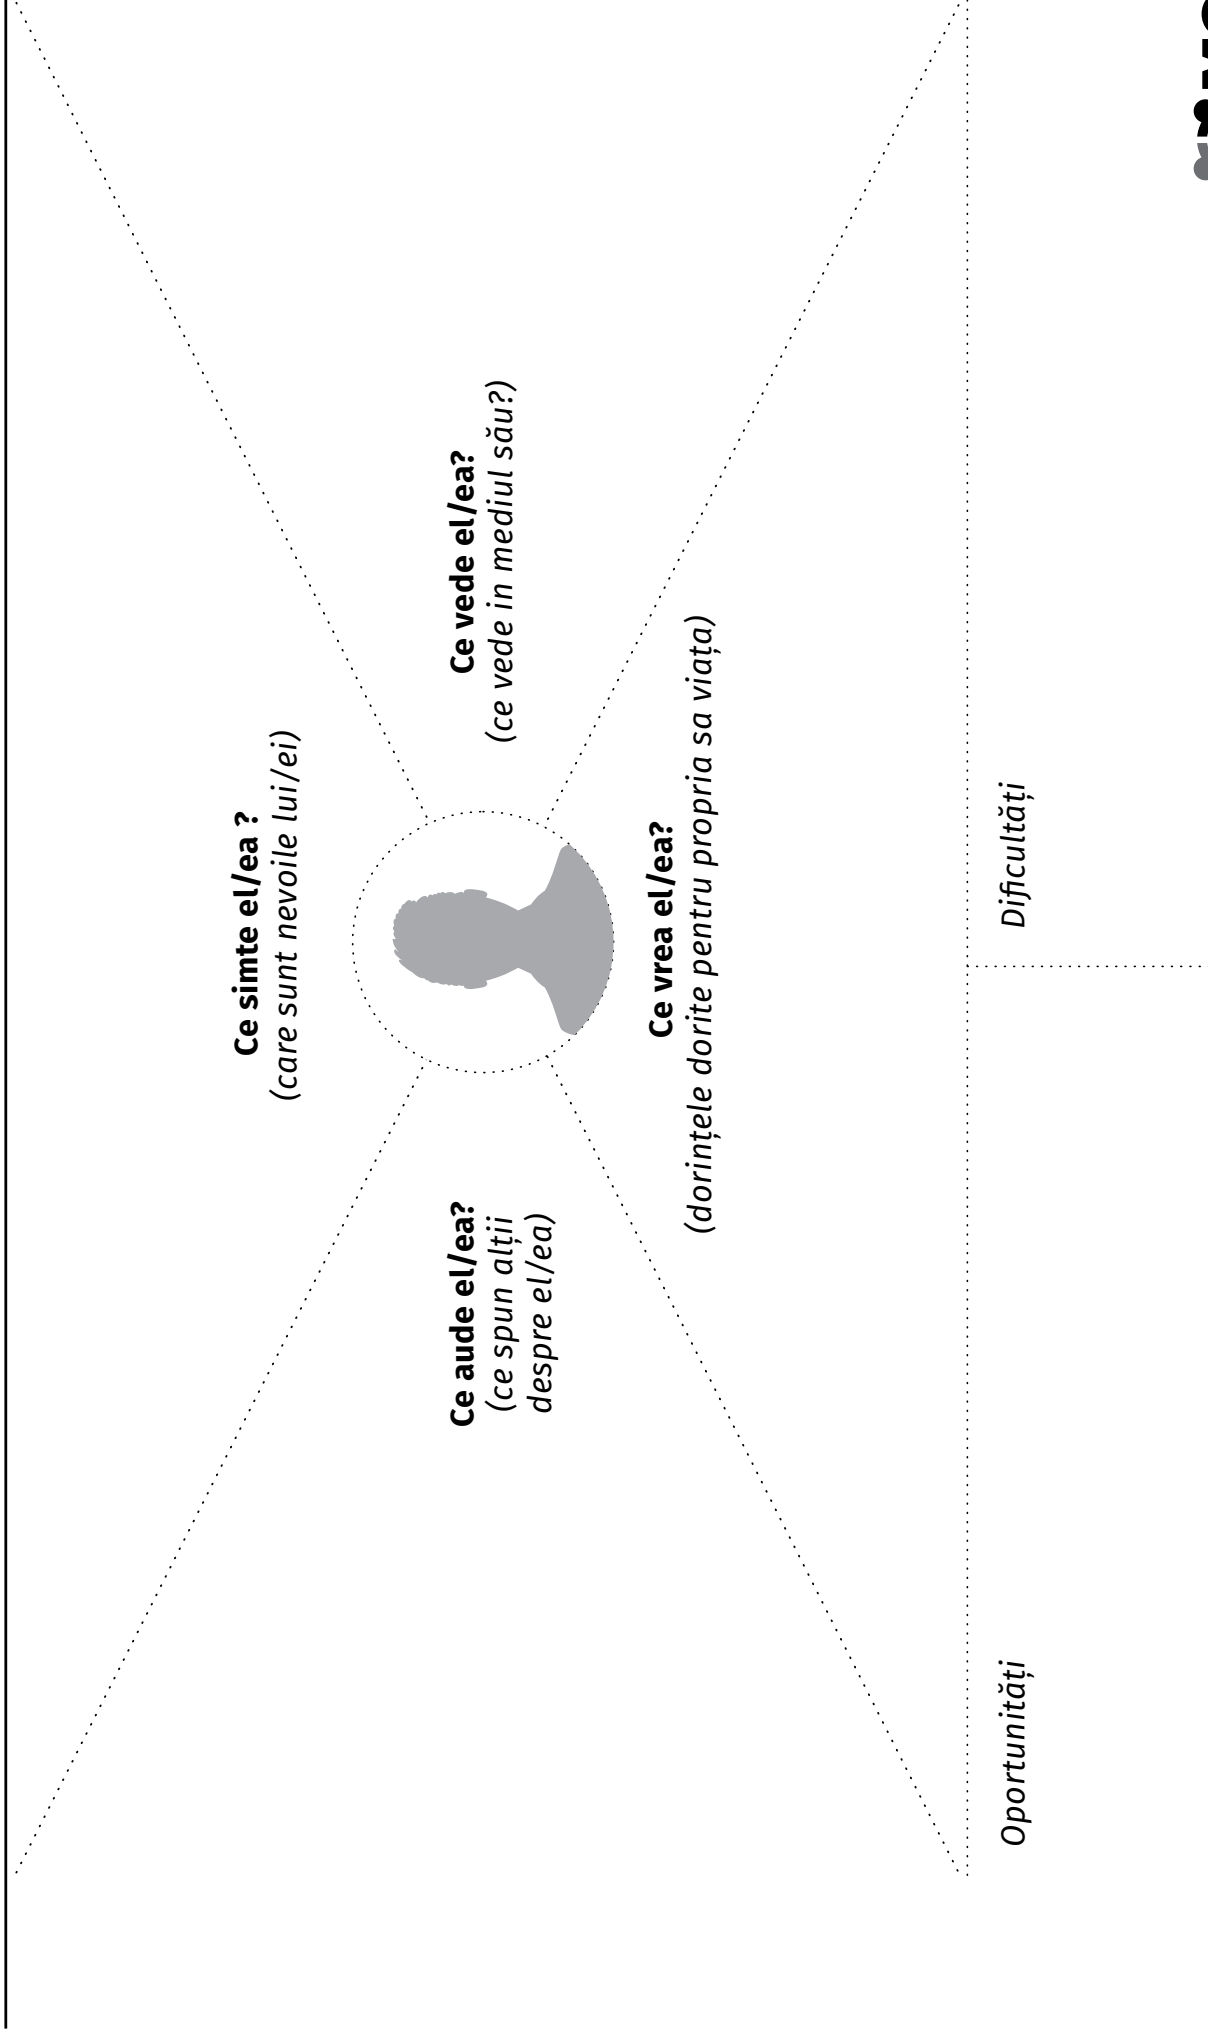 Ce simte el/ea ?
(care sunt nevoile lui/ei)
Ce aude el/ea?
(ce spun alții
despre el/ea)
Ce vede el/ea?
(ce vede in mediul său?)
Ce vrea el/ea?
(dorințele dorite pentru propria sa viața)
Oportunități
Dificultăți